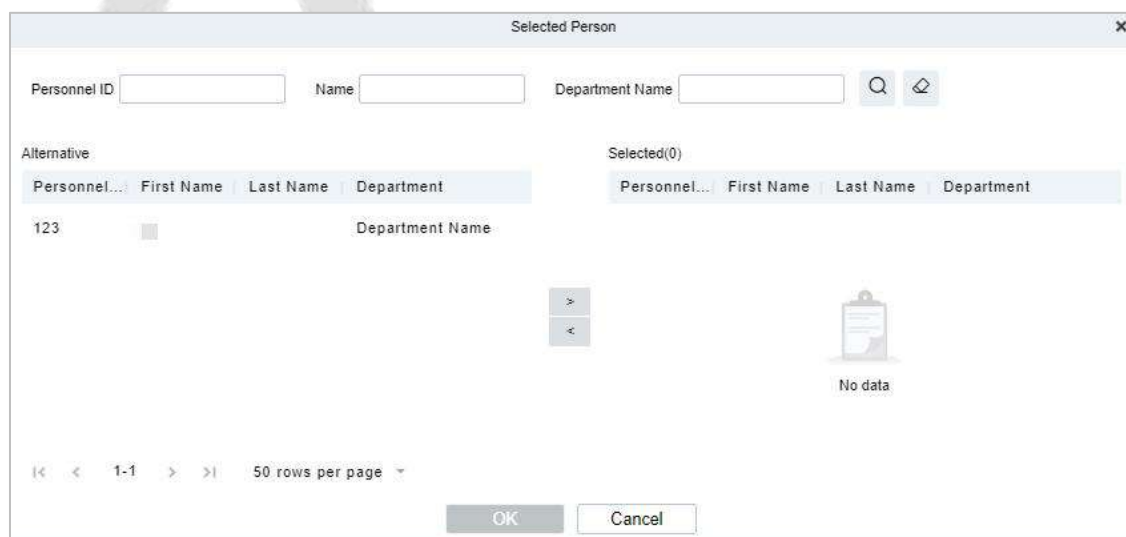 Selected Person
Personnel ID Name Department Name
Alternative Selected(0)
Personnel... First Name Last Name Department Personnel... First Name Last Name Department
123 Department Name
>
<
No data
|< < 1-1 > >| 50 rows per page
OK Cancel